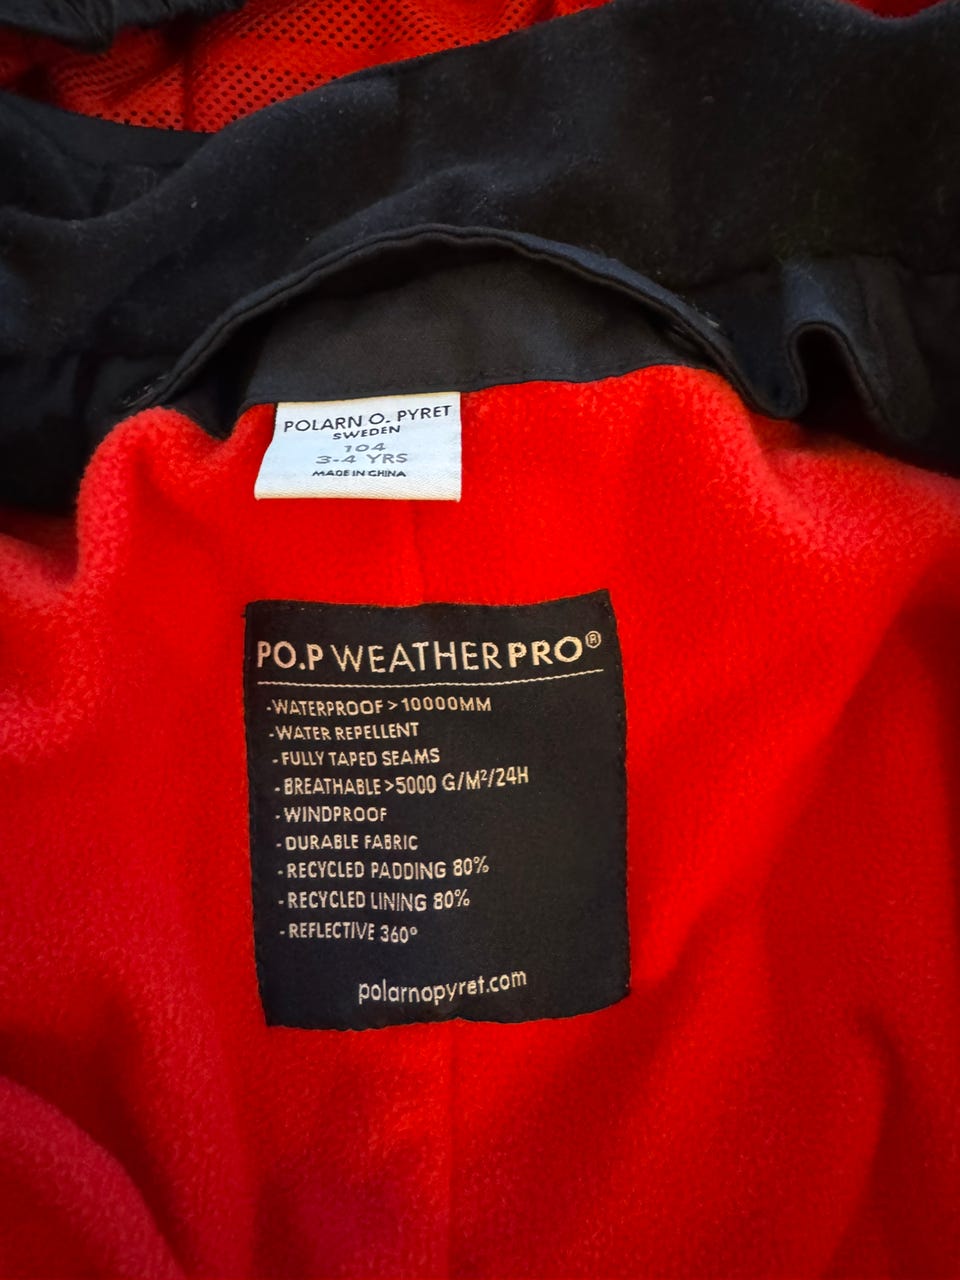 POLARN O. PYRET
SWEDEN
104
3-4 YRS
MADE IN CHINA
PO.P WEATHERPRO®
-WATERPROOF >10000MM
-WATER REPELLENT
-FULLY TAPED SEAMS
-BREATHABLE >5000 G/M²/24H
-WINDPROOF
-DURABLE FABRIC
-RECYCLED PADDING 80%
-RECYCLED LINING 80%
-REFLECTIVE 360°
polarnopyret.com